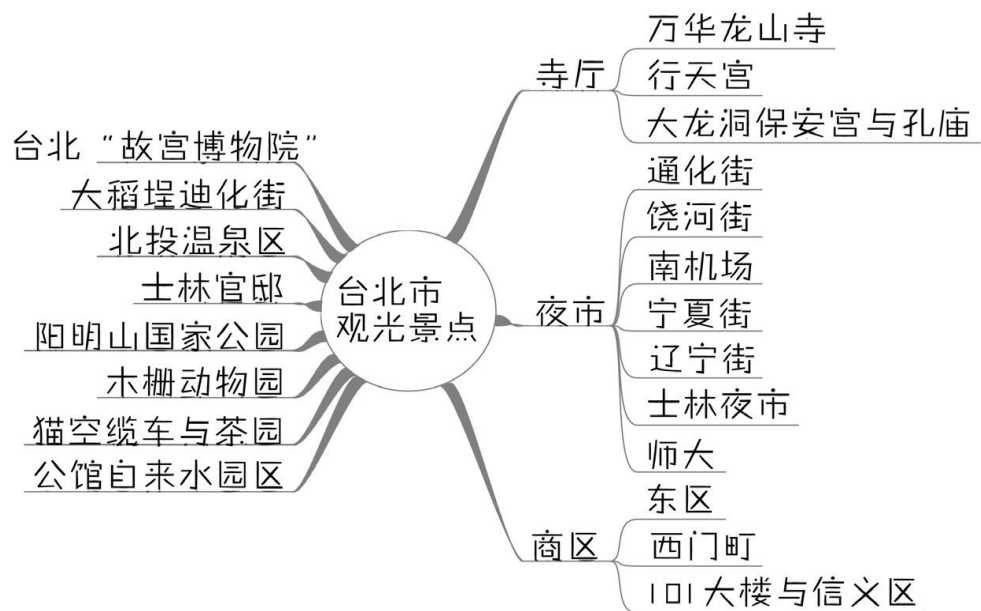 台北市
观光景点
寺厅
万华龙山寺
行天宫
大龙洞保安宫与孔庙
夜市
通化街
饶河街
南机场
宁夏街
辽宁街
士林夜市
师大
商区
东区
西门町
101大楼与信义区
台北“故宫博物院”
大稻埕迪化街
北投温泉区
士林官邸
阳明山国家公园
木栅动物园
猫空缆车与茶园
公馆自来水园区